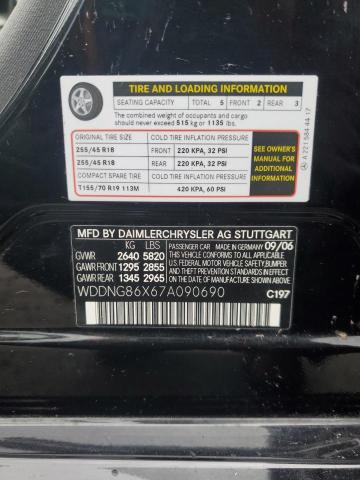 TIRE AND LOADING INFORMATION
SEATING CAPACITY TOTAL 5 FRONT 2 REAR 3
The combined weight of occupants and cargo
should never exceed 515 kg or 1135 lbs.
ORIGINAL TIRE SIZE COLD TIRE INFLATION PRESSURE
255/45 R18 FRONT 220 KPA, 32 PSI
255/45 R18 REAR 220 KPA, 32 PSI
COMPACT SPARE TIRE COLD TIRE INFLATION PRESSURE
T155/70 R19 113M 420 KPA, 60 PSI
SEE OWNER'S
MANUAL FOR
ADDITIONAL
INFORMATION
A 221 584 44 17
MFD BY DAIMLERCHRYSLER AG STUTTGART
KG LBS 09/06
GVWR 2640 5820
GAWR FRONT 1295 2855
GAWR REAR 1345 2965
THIS VEHICLE CONFORMS TO ALL APPLICABLE
U.S. FEDERAL MOTOR VEHICLE SAFETY
BUMPER, AND THEFT PREVENTION STANDARDS
IN EFFECT ON THE DATE OF
MANUFACTURE SHOWN ABOVE.
WDDNG86X67A090690
C197